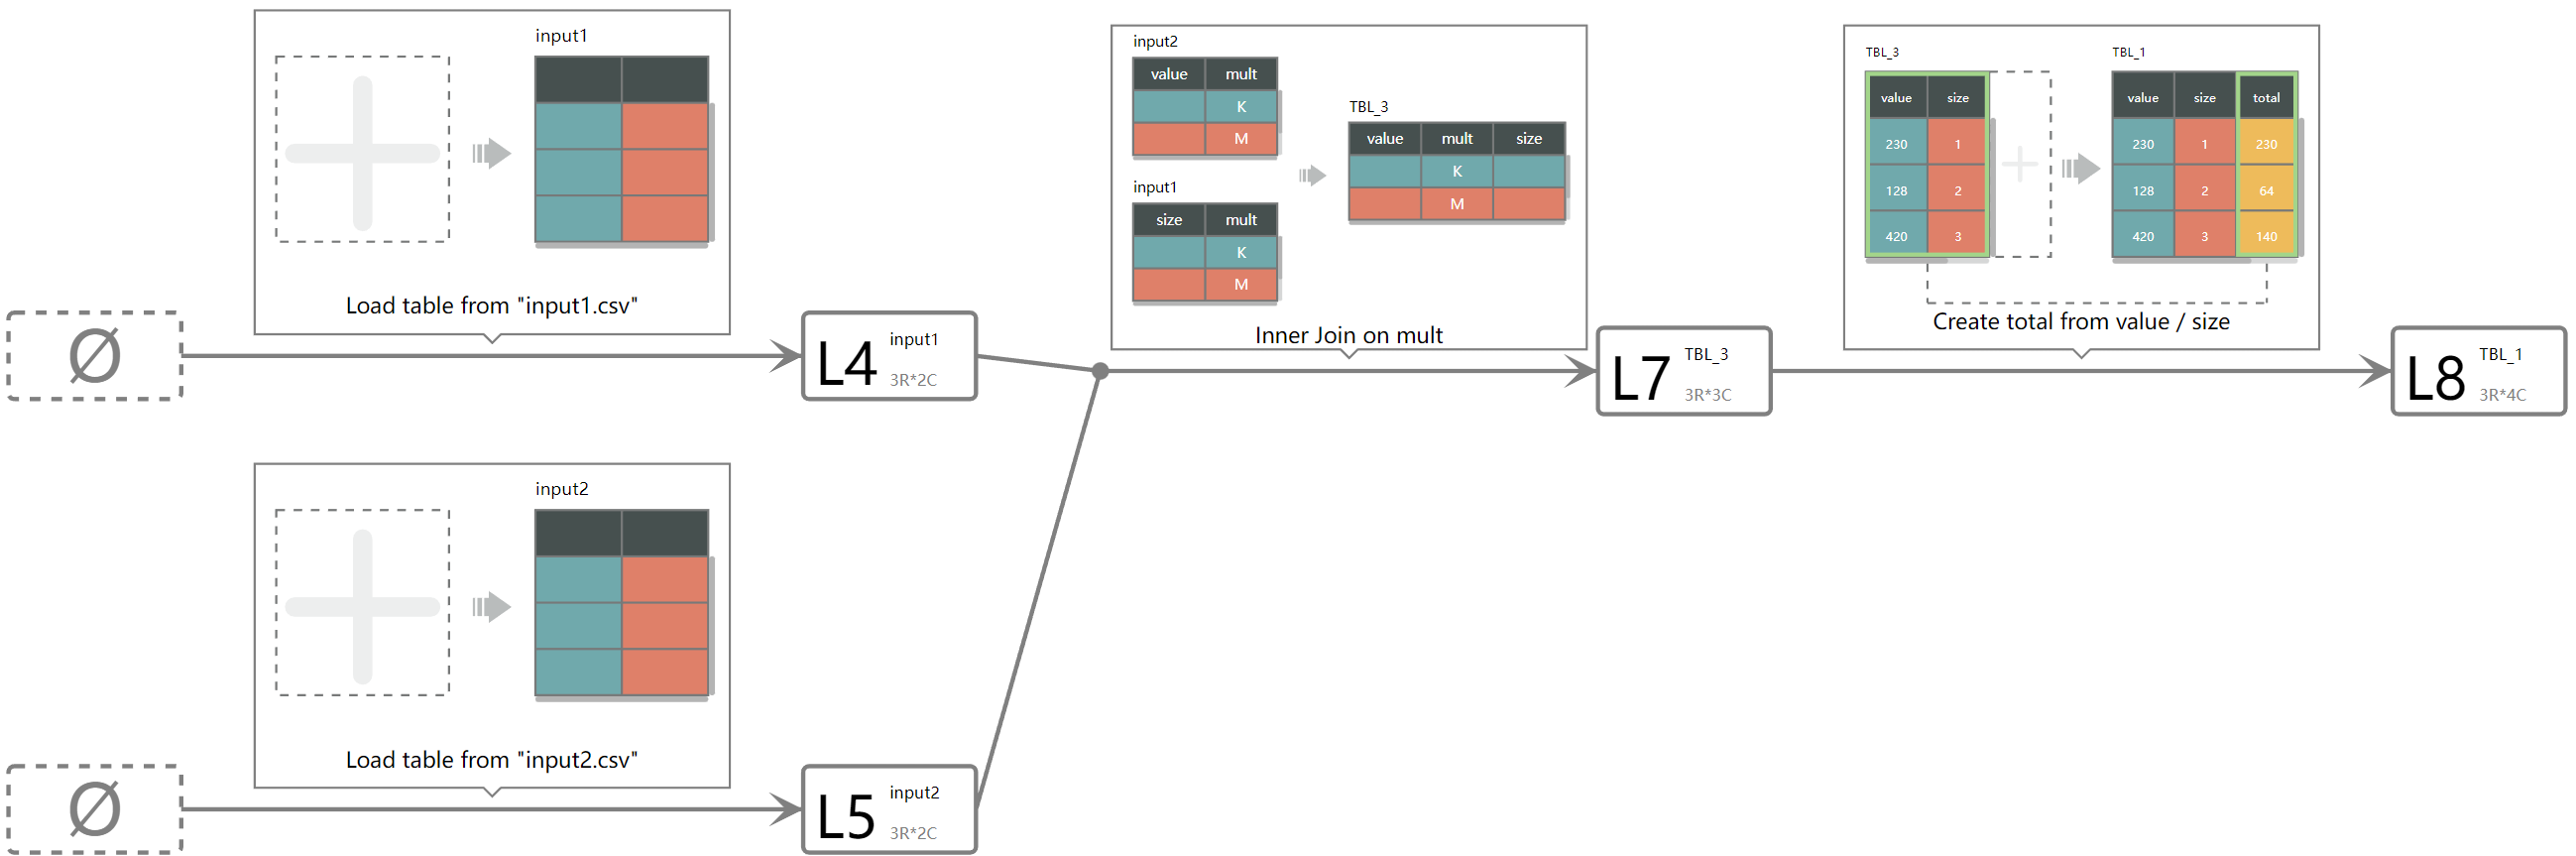 input1
Load table from "input1.csv"
Ø
L4 input1
3R*2C
input2
Load table from "input2.csv"
Ø
L5 input2
3R*2C
input2
value mult
K
M
input1
size mult
K
M
TBL_3
value mult size
K
M
Inner Join on mult
L7 TBL_3
3R*3C
TBL_3
value size
230 1
128 2
420 3
TBL_1
value size total
230 1 230
128 2 64
420 3 140
Create total from value / size
L8 TBL_1
3R*4C